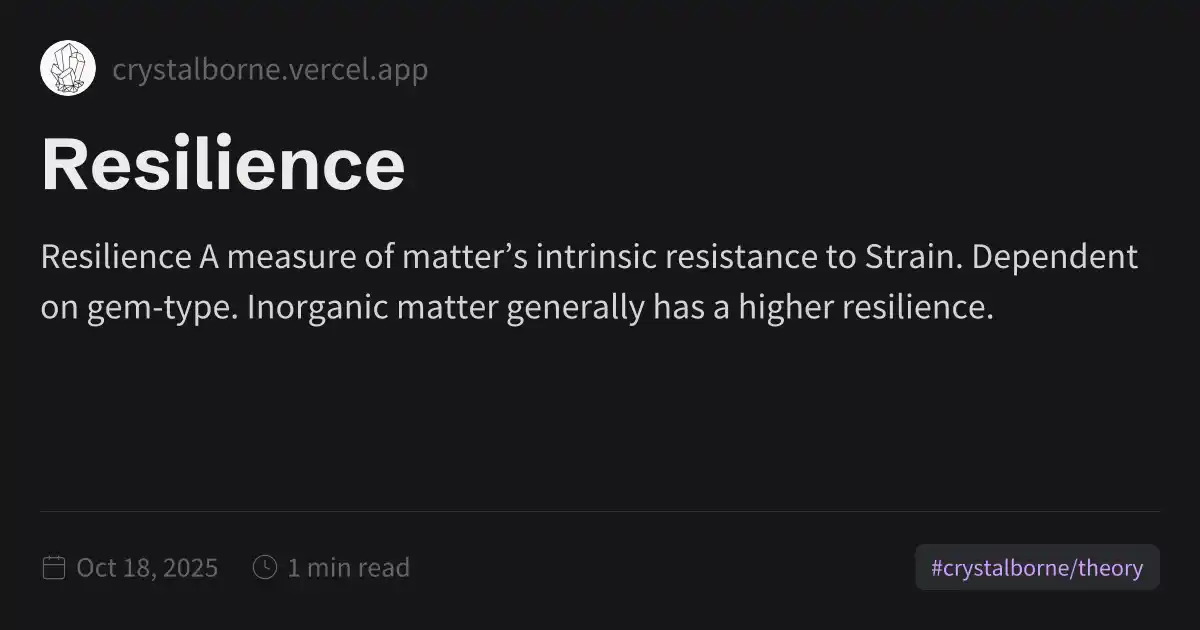 crystalborne.vercel.app
Resilience
Resilience A measure of matter’s intrinsic resistance to Strain. Dependent
on gem-type. Inorganic matter generally has a higher resilience.
Oct 18, 2025
1 min read
#crystalborne/theory